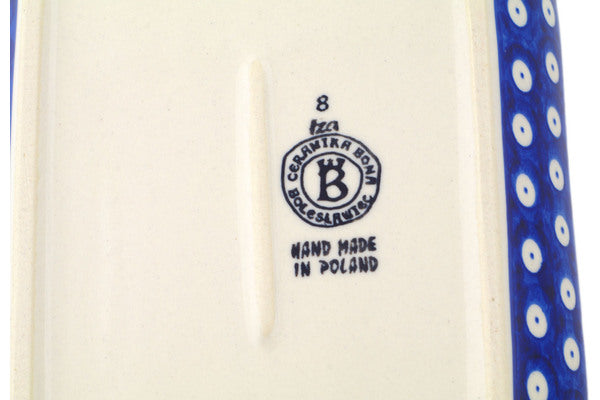 8
Iza
CERAMIKA BONA
B
BOLESŁAWIEC
HAND MADE
IN POLAND